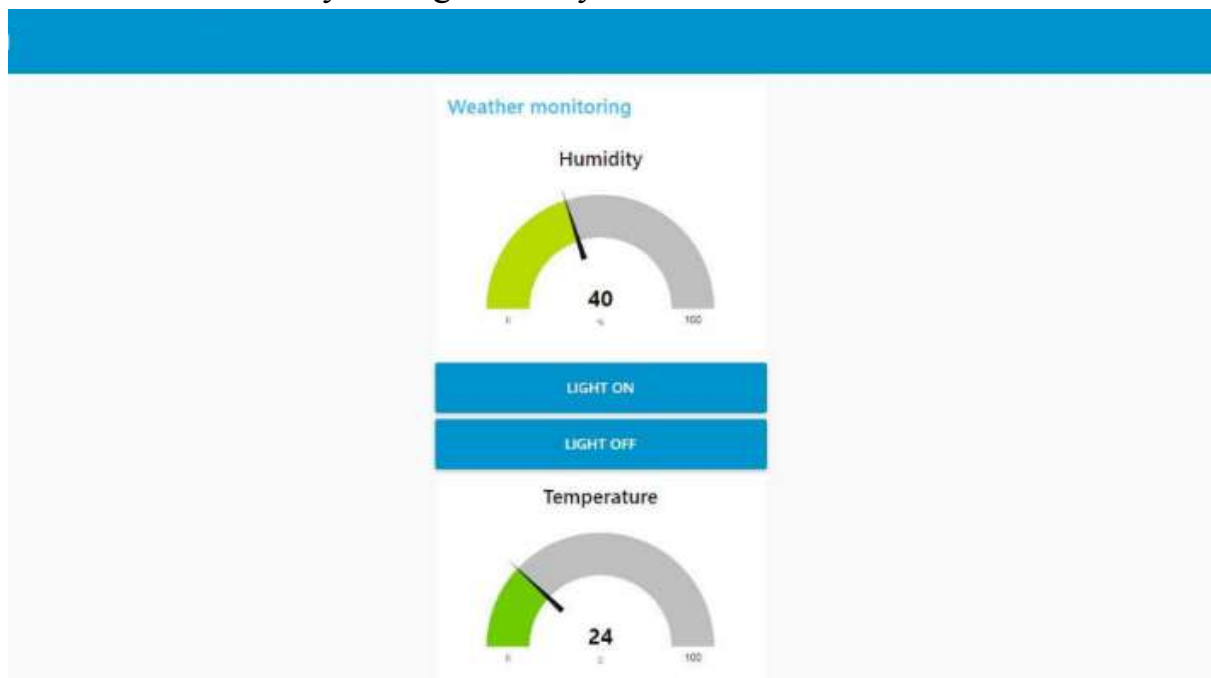 Weather monitoring
Humidity
40
0 100
%
LIGHT ON
LIGHT OFF
Temperature
24
0 100